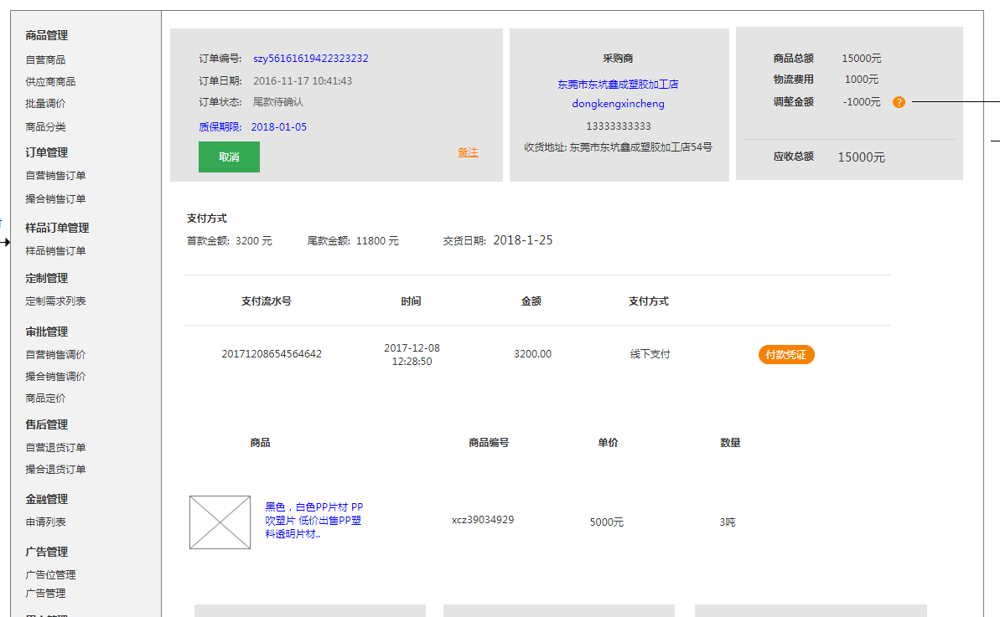 商品管理
自营商品
供应商商品
批量调价
商品分类
订单管理
自营销售订单
撮合销售订单
样品订单管理
样品销售订单
定制管理
定制需求列表
审批管理
自营销售调价
撮合销售调价
商品定价
售后管理
自营退货订单
撮合退货订单
金融管理
申请列表
广告管理
广告位管理
广告管理
订单编号: szy56161619422323232
订单日期: 2016-11-17 10:41:43
订单状态: 尾款待确认
质保期限: 2018-01-05
取消
备注
采购商
东莞市东坑鑫成塑胶加工店
dongkengxincheng
13333333333
收货地址: 东莞市东坑鑫成塑胶加工店54号
商品总额 15000元
物流费用 1000元
调整金额 -1000元 ?
应收总额 15000元
支付方式
首款金额: 3200 元 尾款金额: 11800 元 交货日期: 2018-1-25
支付流水号 时间 金额 支付方式
20171208654564642 2017-12-08 12:28:50 3200.00 线下支付 付款凭证
商品 商品编号 单价 数量
黑色，白色PP片材 PP
吹塑片 低价出售PP塑
料透明片材..
xcz39034929 5000元 3吨